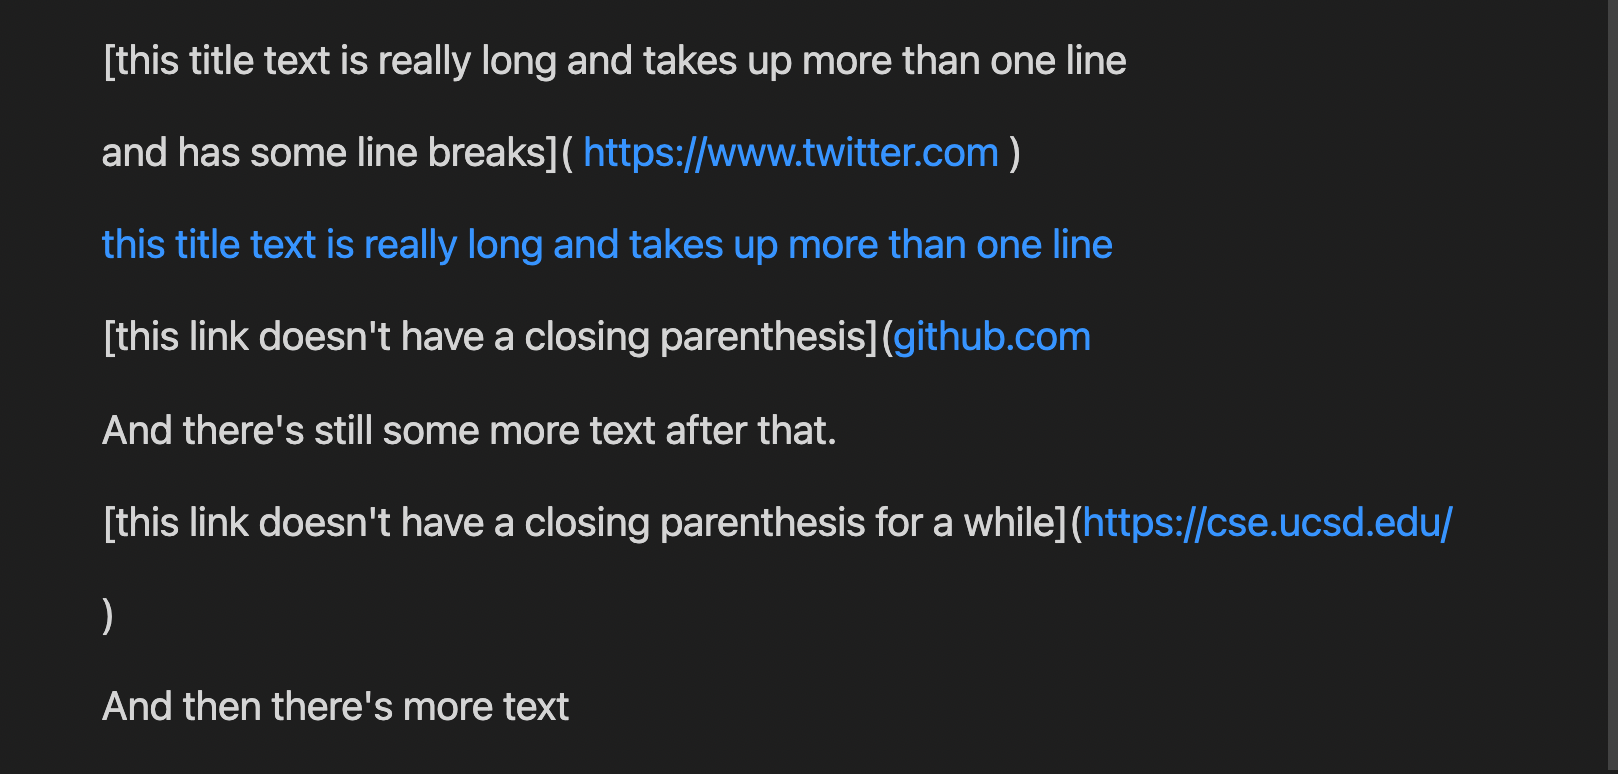 [this title text is really long and takes up more than one line
and has some line breaks]( https://www.twitter.com )
this title text is really long and takes up more than one line
[this link doesn't have a closing parenthesis](github.com
And there's still some more text after that.
[this link doesn't have a closing parenthesis for a while](https://cse.ucsd.edu/
)
And then there's more text